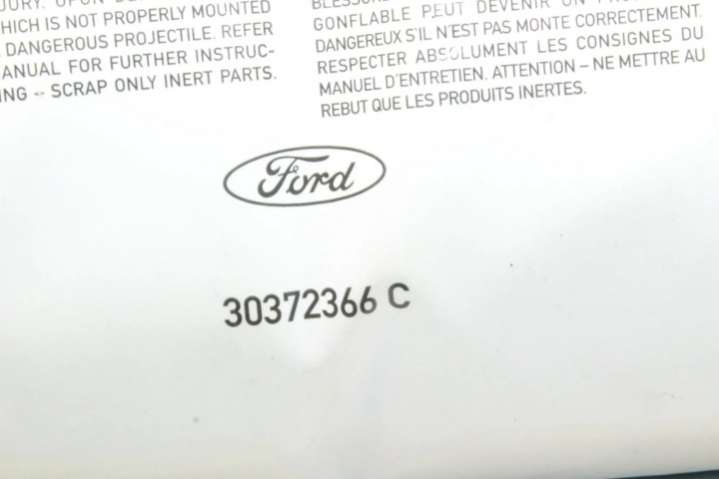 HICH IS NOT PROPERLY MOUNTED
DANGEROUS PROJECTILE. REFER
ANUAL FOR FURTHER INSTRUC-
NG - SCRAP ONLY INERT PARTS.
GONFLABLE PEUT DEVENIR UN
DANGEREUX S'IL N'EST PAS MONTE CORRECTEMENT.
RESPECTER ABSOLUMENT LES CONSIGNES DU
MANUEL D'ENTRETIEN. ATTENTION – NE METTRE AU
REBUT QUE LES PRODUITS INERTES.
Ford
30372366 C